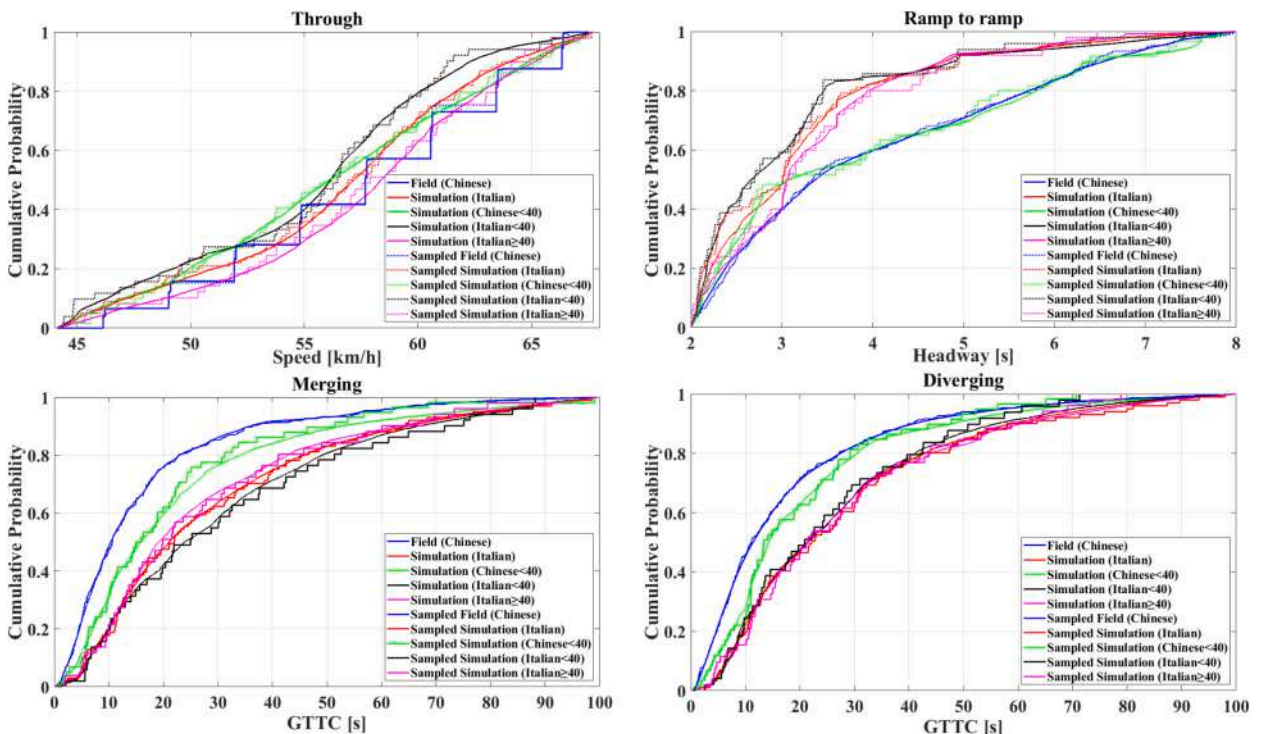 Through
Cumulative Probability
1
0.8
0.6
0.4
0.2
0
45
50
55
60
65
Speed [km/h]
Field (Chinese)
Simulation (Italian)
Simulation (Chinese<40)
Simulation (Italian<40)
Simulation (Italian≥40)
Sampled Field (Chinese)
Sampled Simulation (Italian)
Sampled Simulation (Chinese<40)
Sampled Simulation (Italian<40)
Sampled Simulation (Italian≥40)
Ramp to ramp
Cumulative Probability
1
0.8
0.6
0.4
0.2
0
2
3
4
5
6
7
8
Headway [s]
Field (Chinese)
Simulation (Italian)
Simulation (Chinese<40)
Simulation (Italian<40)
Simulation (Italian≥40)
Sampled Field (Chinese)
Sampled Simulation (Italian)
Sampled Simulation (Chinese<40)
Sampled Simulation (Italian<40)
Sampled Simulation (Italian≥40)
Merging
Cumulative Probability
1
0.8
0.6
0.4
0.2
0
0
10
20
30
40
50
60
70
80
90
100
GTTC [s]
Field (Chinese)
Simulation (Italian)
Simulation (Chinese<40)
Simulation (Italian<40)
Simulation (Italian≥40)
Sampled Field (Chinese)
Sampled Simulation (Italian)
Sampled Simulation (Chinese<40)
Sampled Simulation (Italian<40)
Sampled Simulation (Italian≥40)
Diverging
Cumulative Probability
1
0.8
0.6
0.4
0.2
0
0
10
20
30
40
50
60
70
80
90
100
GTTC [s]
Field (Chinese)
Simulation (Italian)
Simulation (Chinese<40)
Simulation (Italian<40)
Simulation (Italian≥40)
Sampled Field (Chinese)
Sampled Simulation (Italian)
Sampled Simulation (Chinese<40)
Sampled Simulation (Italian<40)
Sampled Simulation (Italian≥40)